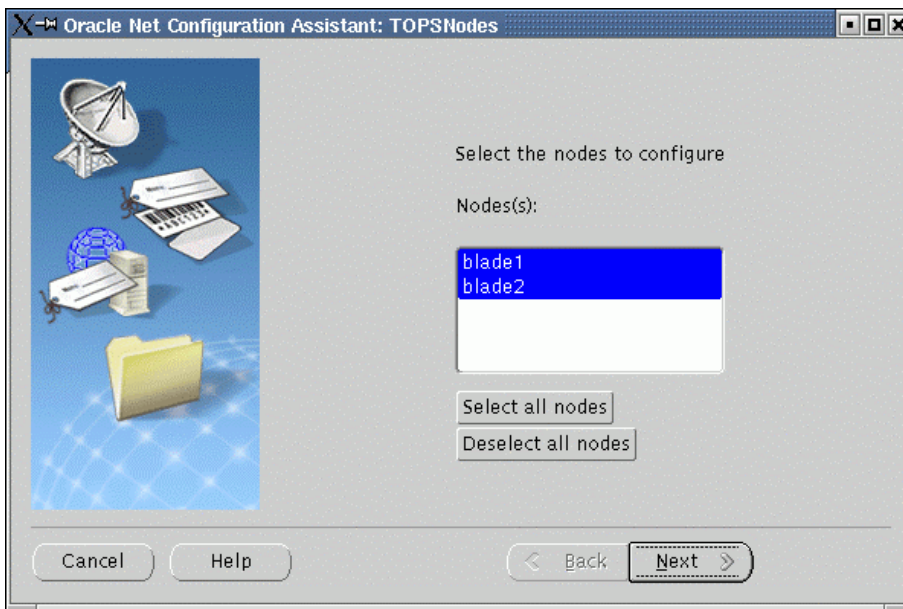 Oracle Net Configuration Assistant: TOPSNodes
Select the nodes to configure
Nodes(s):
blade1
blade2
Select all nodes
Deselect all nodes
Cancel
Help
Back
Next